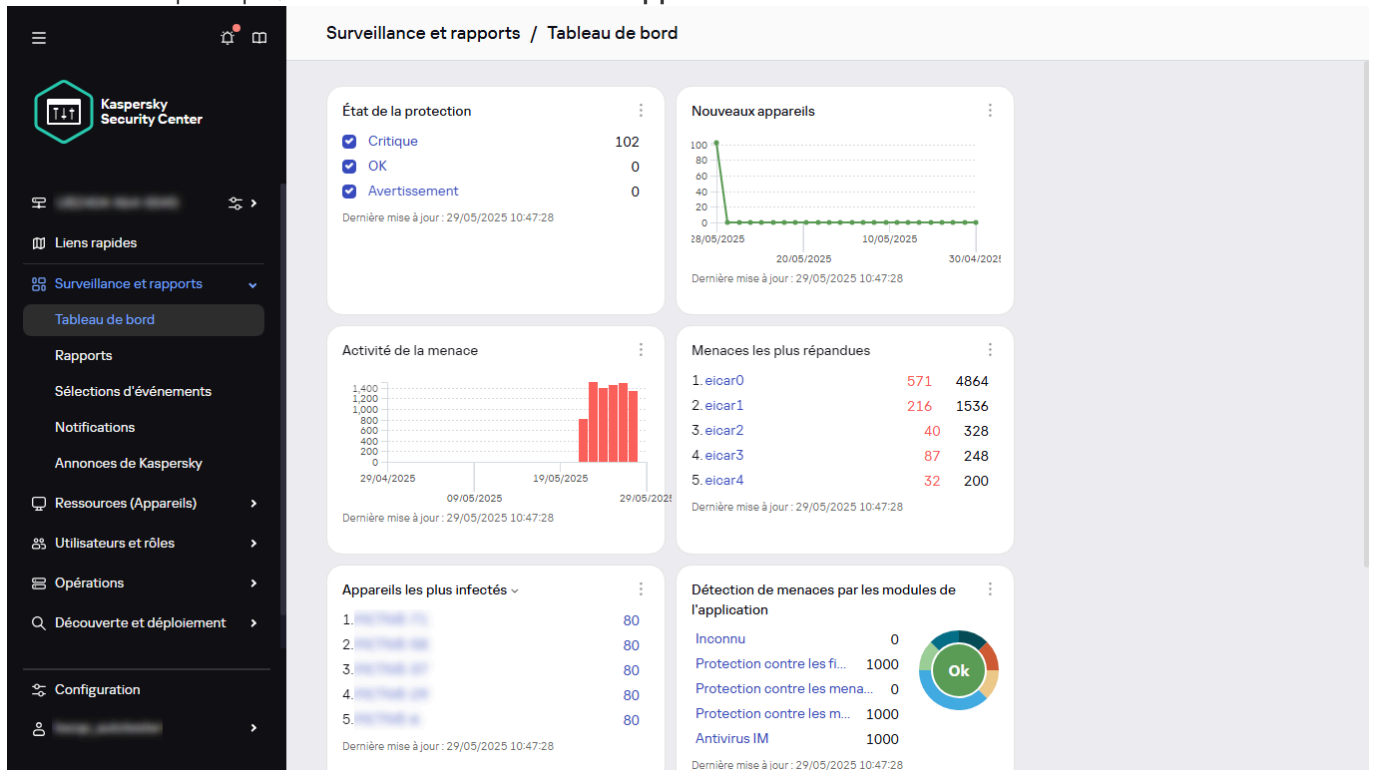 Surveillance et rapports / Tableau de bord
Kaspersky
Security Center
Liens rapides
Surveillance et rapports
Tableau de bord
Rapports
Sélections d'événements
Notifications
Annonces de Kaspersky
Ressources (Appareils)
Utilisateurs et rôles
Opérations
Découverte et déploiement
Configuration
État de la protection
Critique 102
OK 0
Avertissement 0
Dernière mise à jour : 29/05/2025 10:47:28
Nouveaux appareils
100
80
60
40
20
0
28/05/2025 10/05/2025
20/05/2025 30/04/2025
Dernière mise à jour : 29/05/2025 10:47:28
Activité de la menace
1,400
1,200
1,000
800
600
400
200
0
29/04/2025 19/05/2025
09/05/2025 29/05/2025
Dernière mise à jour : 29/05/2025 10:47:28
Menaces les plus répandues
1. eicar0 571 4864
2. eicar1 216 1536
3. eicar2 40 328
4. eicar3 87 248
5. eicar4 32 200
Dernière mise à jour : 29/05/2025 10:47:28
Appareils les plus infectés
1. 80
2. 80
3. 80
4. 80
5. 80
Dernière mise à jour : 29/05/2025 10:47:28
Détection de menaces par les modules de
l'application
Inconnu 0
Protection contre les fi... 1000
Protection contre les mena... 0
Protection contre les m... 1000
Antivirus IM 1000
Ok
Dernière mise à jour : 29/05/2025 10:47:28